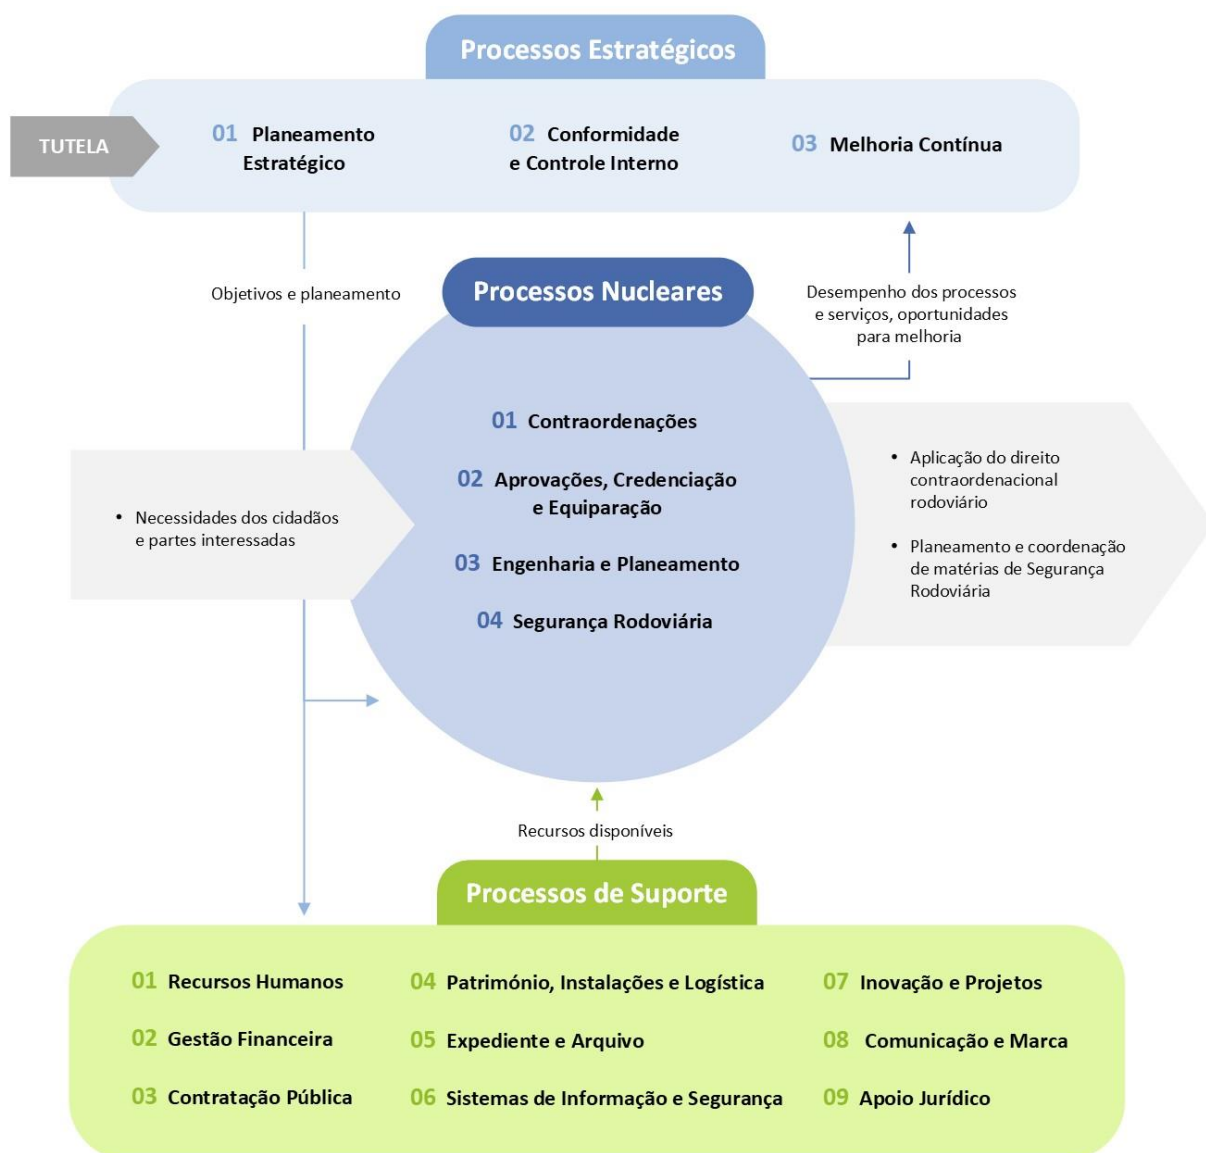 Processos Estratégicos
TUTELA
01 Planeamento
Estratégico
02 Conformidade
e Controle Interno
03 Melhoria Contínua
Objetivos e planeamento
Processos Nucleares
Desempenho dos processos
e serviços, oportunidades
para melhoria
• Necessidades dos cidadãos
e partes interessadas
01 Contraordenações
02 Aprovações, Credenciação
e Equiparação
03 Engenharia e Planeamento
04 Segurança Rodoviária
• Aplicação do direito
contraordenacional
rodoviário
• Planeamento e coordenação
de matérias de Segurança
Rodoviária
Recursos disponíveis
Processos de Suporte
01 Recursos Humanos
02 Gestão Financeira
03 Contratação Pública
04 Património, Instalações e Logística
05 Expediente e Arquivo
06 Sistemas de Informação e Segurança
07 Inovação e Projetos
08 Comunicação e Marca
09 Apoio Jurídico